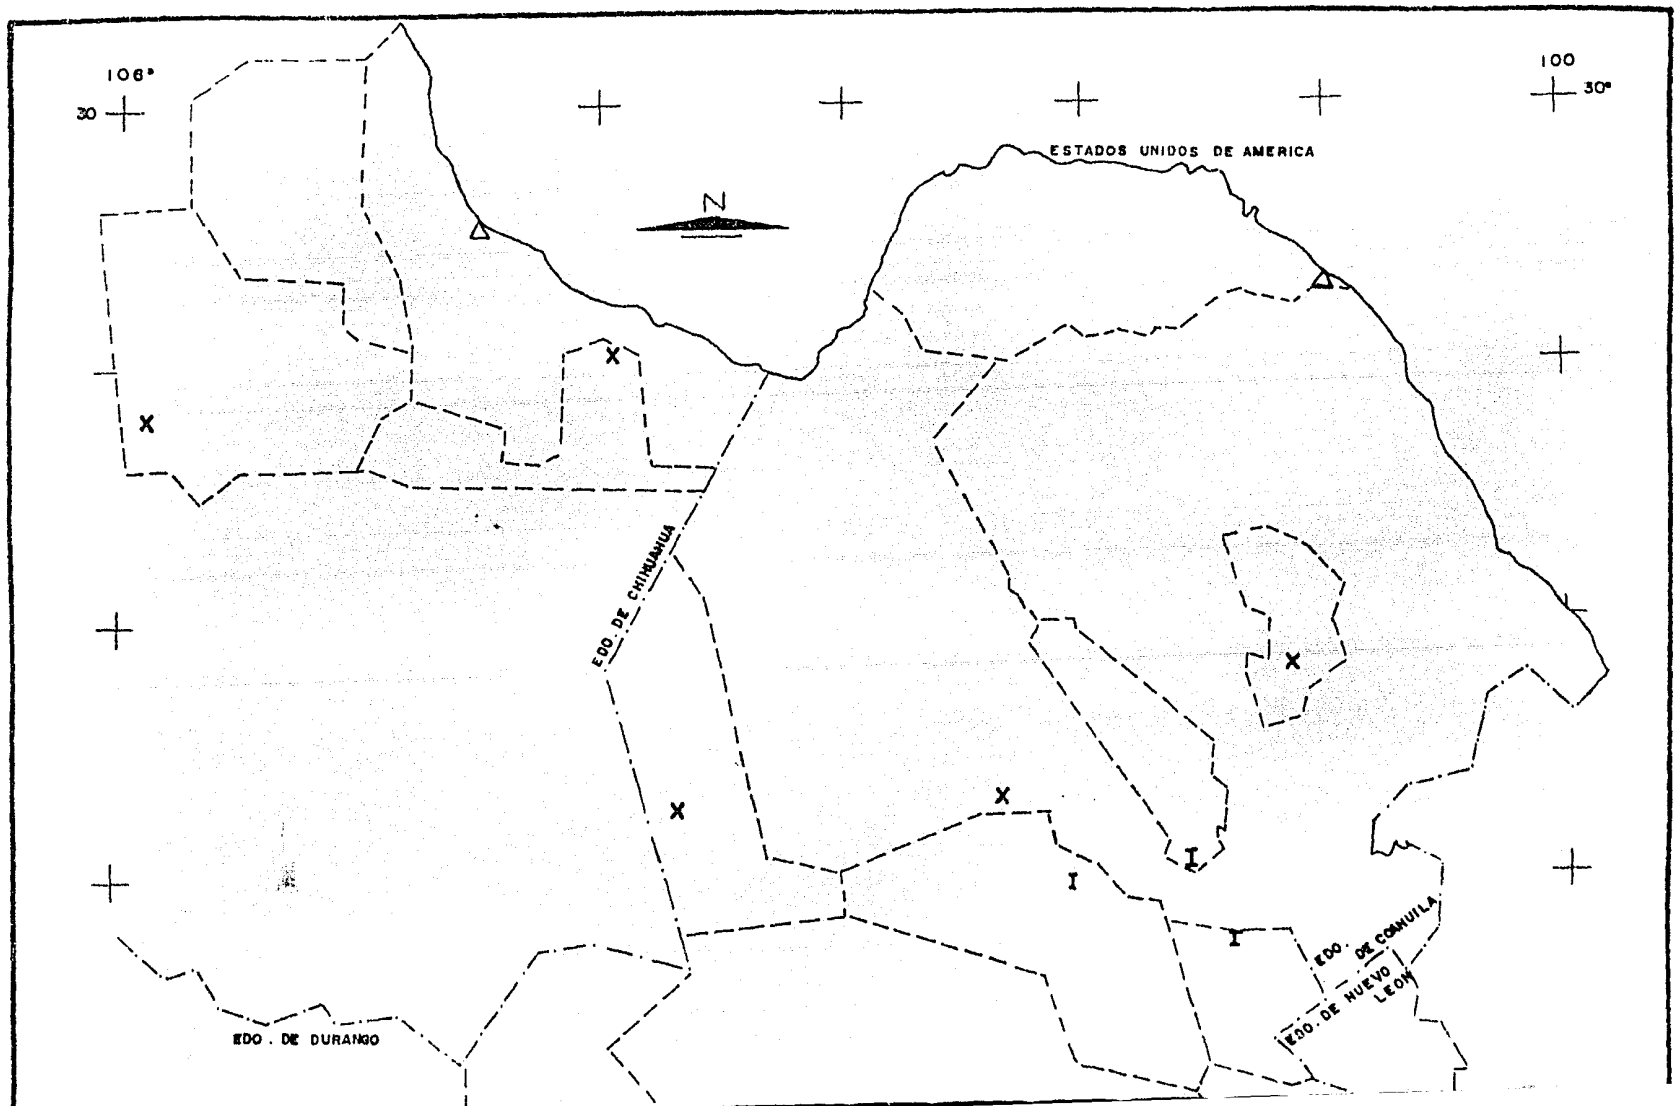 106°
100
30
30°
ESTADOS UNIDOS DE AMERICA
N
X
X
EDO. DE CHIHUAHUA
X
X
X
I
I
I
EDO. DE COAHUILA
EDO. DE NUEVO
LEON
EDO. DE DURANGO